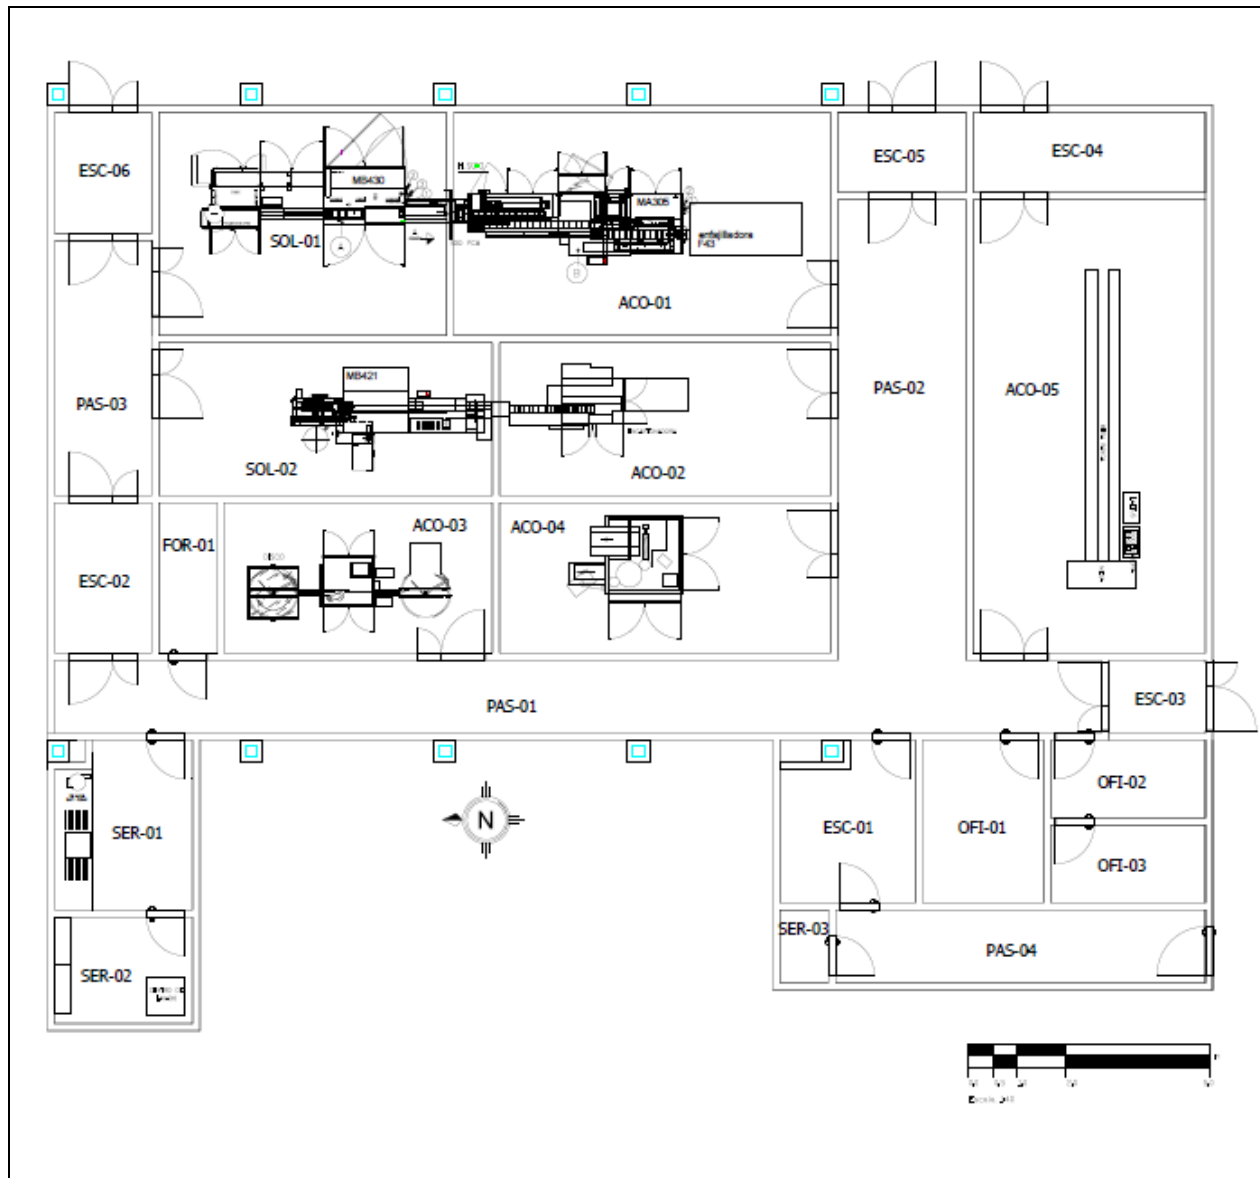 ESC-06
ESC-05
ESC-04
MB430
MA305
enfajilladora
F43
SOL-01
A
A
B
ACO-01
MB421
PAS-03
PAS-02
ACO-05
SOL-02
ACO-02
FOR-01
ACO-03
ACO-04
ESC-02
PAS-01
ESC-03
SER-01
N
ESC-01
OFI-01
OFI-02
OFI-03
SER-03
PAS-04
SER-02